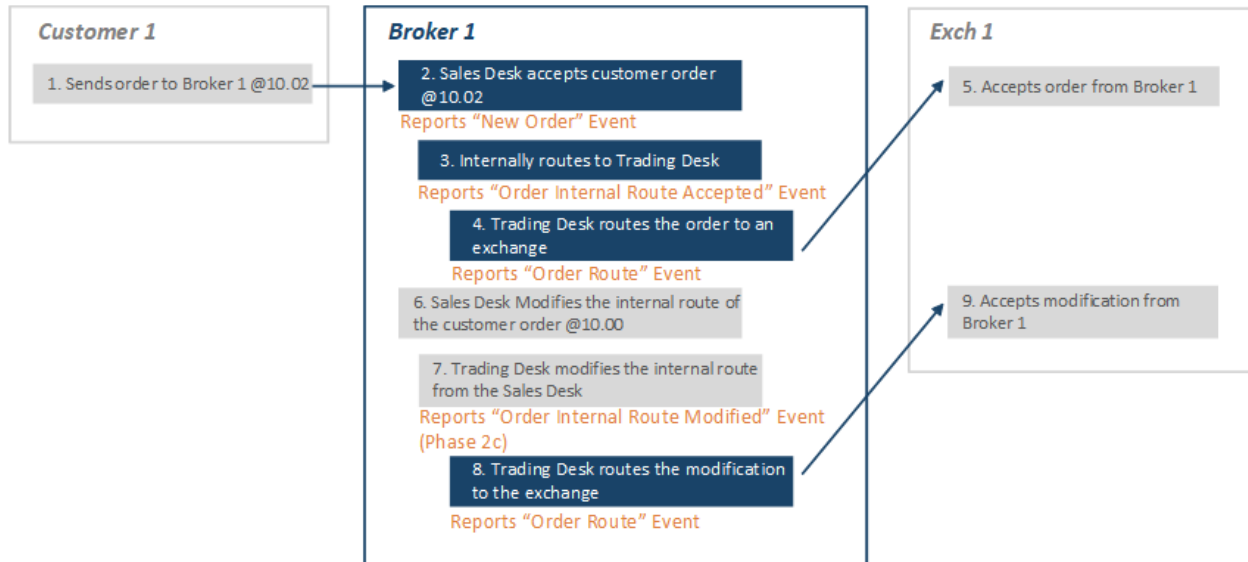 Customer 1
1. Sends order to Broker 1 @10.02
Broker 1
2. Sales Desk accepts customer order
@10.02
Reports “New Order” Event
3. Internally routes to Trading Desk
Reports “Order Internal Route Accepted” Event
4. Trading Desk routes the order to an
exchange
Reports “Order Route” Event
6. Sales Desk Modifies the internal route of
the customer order @10.00
7. Trading Desk modifies the internal route
from the Sales Desk
Reports “Order Internal Route Modified” Event
(Phase 2c)
8. Trading Desk routes the modification
to the exchange
Reports “Order Route” Event
Exch 1
5. Accepts order from Broker 1
9. Accepts modification from
Broker 1